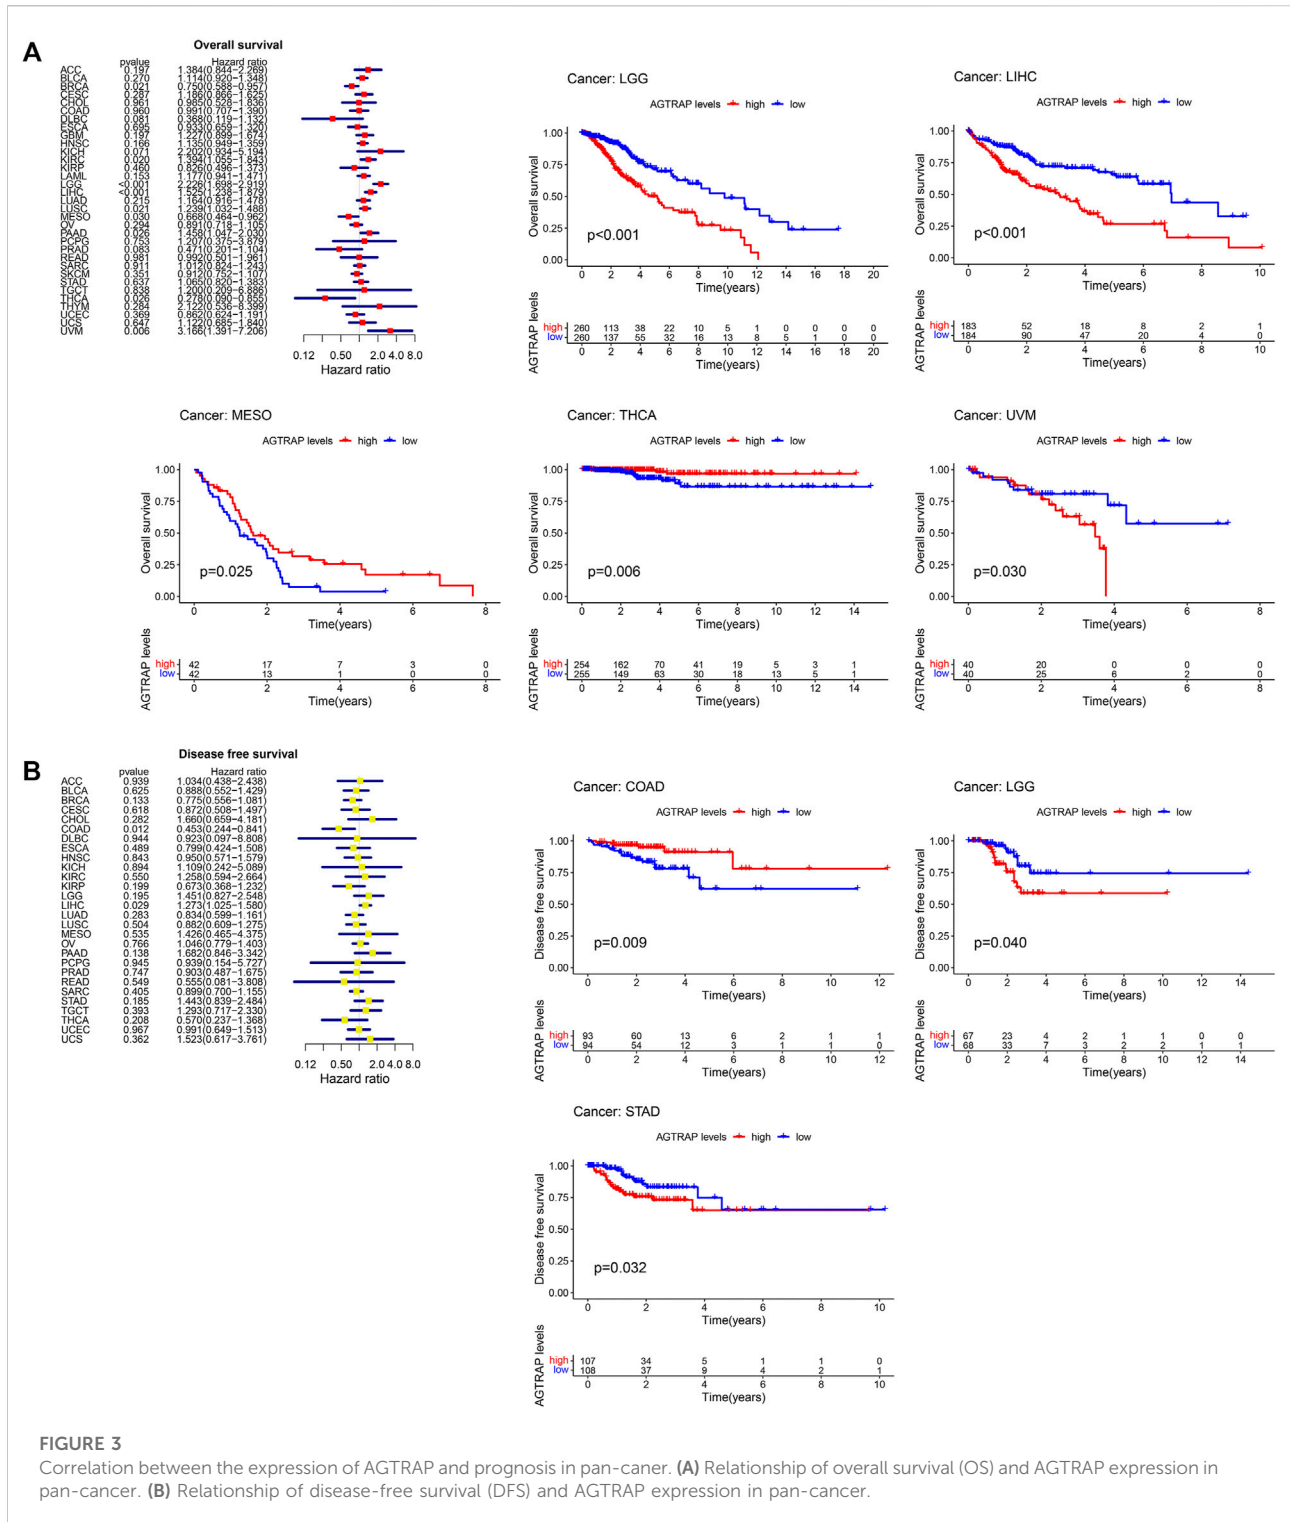 A
Overall survival
pvalue Hazard ratio
ACC 0.197 1.384(0.844−2.269)
BLCA 0.270 1.114(0.920−1.348)
BRCA 0.021 0.750(0.588−0.957)
CESC 0.287 1.186(0.866−1.625)
CHOL 0.961 0.985(0.528−1.836)
COAD 0.960 0.991(0.707−1.390)
DLBC 0.081 0.368(0.119−1.132)
ESCA 0.695 0.933(0.659−1.320)
GBM 0.197 1.227(0.899−1.674)
HNSC 0.166 1.135(0.949−1.359)
KICH 0.071 2.202(0.934−5.194)
KIRC 0.020 1.394(1.055−1.843)
KIRP 0.460 0.826(0.496−1.373)
LAML 0.153 1.177(0.941−1.471)
LGG <0.001 2.226(1.698−2.919)
LIHC <0.001 1.525(1.238−1.879)
LUAD 0.215 1.164(0.916−1.478)
LUSC 0.021 1.239(1.032−1.488)
MESO 0.030 0.668(0.464−0.962)
OV 0.294 0.891(0.718−1.105)
PAAD 0.026 1.458(1.047−2.030)
PCPG 0.753 1.207(0.375−3.879)
PRAD 0.083 0.471(0.201−1.104)
READ 0.981 0.992(0.501−1.961)
SARC 0.911 1.012(0.824−1.243)
SKCM 0.351 0.912(0.752−1.107)
STAD 0.637 1.065(0.820−1.383)
TGCT 0.838 1.200(0.209−6.886)
THCA 0.026 0.278(0.090−0.855)
THYM 0.284 2.122(0.536−8.399)
UCEC 0.369 0.862(0.624−1.191)
UCS 0.647 1.122(0.685−1.840)
UVM 0.006 3.166(1.391−7.206)
0.12 0.50 2.0 4.0 8.0
Hazard ratio
Cancer: LGG
AGTRAP levels high low
Overall survival
1.00
0.75
0.50
0.25
0.00
p<0.001
0 2 4 6 8 10 12 14 16 18 20
Time(years)
AGTRAP levels
high 260 113 38 22 10 5 1 0 0 0 0
low 260 137 55 32 16 13 8 5 1 0 0
0 2 4 6 8 10 12 14 16 18 20
Time(years)
Cancer: LIHC
AGTRAP levels high low
Overall survival
1.00
0.75
0.50
0.25
0.00
p<0.001
0 2 4 6 8 10
Time(years)
AGTRAP levels
high 183 52 18 8 2 1
low 184 90 47 20 4 0
0 2 4 6 8 10
Time(years)
Cancer: MESO
AGTRAP levels high low
Overall survival
1.00
0.75
0.50
0.25
0.00
p=0.025
0 2 4 6 8
Time(years)
AGTRAP levels
high 42 17 7 3 0
low 42 13 1 0 0
0 2 4 6 8
Time(years)
Cancer: THCA
AGTRAP levels high low
Overall survival
1.00
0.75
0.50
0.25
0.00
p=0.006
0 2 4 6 8 10 12 14
Time(years)
AGTRAP levels
high 254 162 70 41 19 5 3 1
low 255 149 63 30 18 13 5 1
0 2 4 6 8 10 12 14
Time(years)
Cancer: UVM
AGTRAP levels high low
Overall survival
1.00
0.75
0.50
0.25
0.00
p=0.030
0 2 4 6 8
Time(years)
AGTRAP levels
high 40 20 0 0 0
low 40 25 6 2 0
0 2 4 6 8
Time(years)
B
Disease free survival
pvalue Hazard ratio
ACC 0.939 1.034(0.438−2.438)
BLCA 0.625 0.888(0.552−1.429)
BRCA 0.133 0.775(0.556−1.081)
CESC 0.618 0.872(0.508−1.497)
CHOL 0.282 1.660(0.659−4.181)
COAD 0.012 0.453(0.244−0.841)
DLBC 0.944 0.923(0.097−8.808)
ESCA 0.489 0.799(0.424−1.508)
HNSC 0.843 0.950(0.571−1.579)
KICH 0.894 1.109(0.242−5.089)
KIRC 0.550 1.258(0.594−2.664)
KIRP 0.199 0.673(0.368−1.232)
LGG 0.195 1.451(0.827−2.548)
LIHC 0.029 1.273(1.025−1.580)
LUAD 0.283 0.834(0.599−1.161)
LUSC 0.504 0.882(0.609−1.275)
MESO 0.535 1.426(0.465−4.375)
OV 0.766 1.046(0.779−1.403)
PAAD 0.138 1.682(0.846−3.342)
PCPG 0.945 0.939(0.154−5.727)
PRAD 0.747 0.903(0.487−1.675)
READ 0.549 0.555(0.081−3.808)
SARC 0.405 0.899(0.700−1.155)
STAD 0.185 1.443(0.839−2.484)
TGCT 0.393 1.293(0.717−2.330)
THCA 0.208 0.570(0.237−1.368)
UCEC 0.967 0.991(0.649−1.513)
UCS 0.362 1.523(0.617−3.761)
0.12 0.50 2.0 4.0 8.0
Hazard ratio
Cancer: COAD
AGTRAP levels high low
Disease free survival
1.00
0.75
0.50
0.25
0.00
p=0.009
0 2 4 6 8 10 12
Time(years)
AGTRAP levels
high 93 60 13 6 2 1 1
low 94 54 12 3 1 1 0
0 2 4 6 8 10 12
Time(years)
Cancer: LGG
AGTRAP levels high low
Disease free survival
1.00
0.75
0.50
0.25
0.00
p=0.040
0 2 4 6 8 10 12 14
Time(years)
AGTRAP levels
high 67 23 4 2 1 1 0 0
low 68 33 7 3 2 2 1 1
0 2 4 6 8 10 12 14
Time(years)
Cancer: STAD
AGTRAP levels high low
Disease free survival
1.00
0.75
0.50
0.25
0.00
p=0.032
0 2 4 6 8 10
Time(years)
AGTRAP levels
high 107 34 5 1 1 0
low 108 37 9 4 2 1
0 2 4 6 8 10
Time(years)
FIGURE 3
Correlation between the expression of AGTRAP and prognosis in pan-caner. (A) Relationship of overall survival (OS) and AGTRAP expression in
pan-cancer. (B) Relationship of disease-free survival (DFS) and AGTRAP expression in pan-cancer.